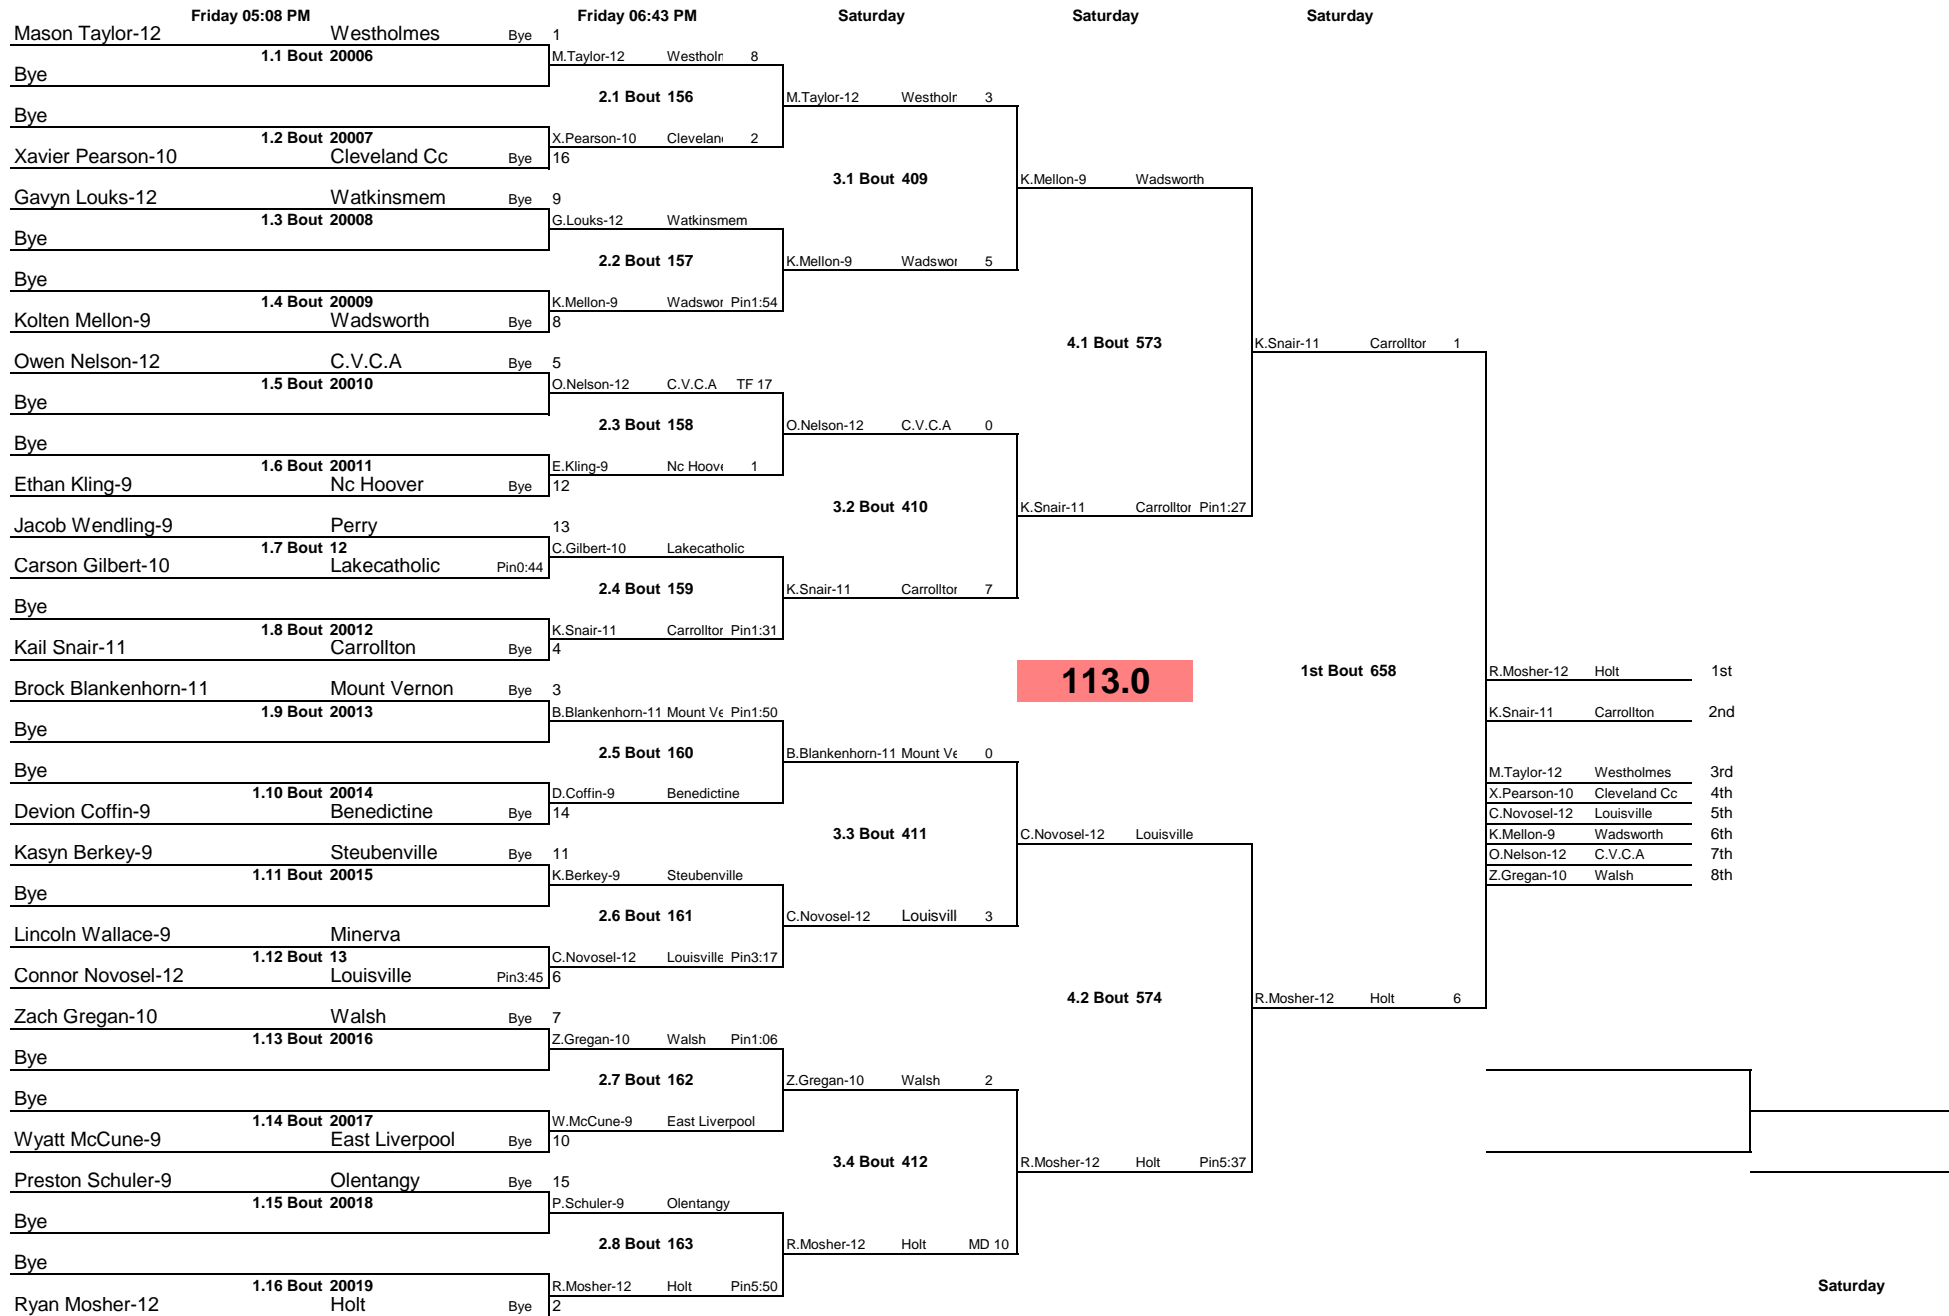 Friday 05:08 PM Friday 06:43 PM Saturday Saturday Saturday
Mason Taylor-12 Westholmes Bye 1
1.1 Bout 20006
Bye
Bye
1.2 Bout 20007
Xavier Pearson-10 Cleveland Cc Bye 16
Gavyn Louks-12 Watkinsmem Bye 9
1.3 Bout 20008
Bye
Bye
1.4 Bout 20009
Kolten Mellon-9 Wadsworth Bye 8
Owen Nelson-12 C.V.C.A Bye 5
1.5 Bout 20010
Bye
Bye
1.6 Bout 20011
Ethan Kling-9 Nc Hoover Bye 12
Jacob Wendling-9 Perry 13
1.7 Bout 12
Carson Gilbert-10 Lakecatholic Pin0:44
Bye
1.8 Bout 20012
Kail Snair-11 Carrollton Bye 4
Brock Blankenhorn-11 Mount Vernon Bye 3
1.9 Bout 20013
Bye
Bye
1.10 Bout 20014
Devion Coffin-9 Benedictine Bye 14
Kasyn Berkey-9 Steubenville Bye 11
1.11 Bout 20015
Bye
Lincoln Wallace-9 Minerva
1.12 Bout 13
Connor Novosel-12 Louisville Pin3:45 6
Zach Gregan-10 Walsh Bye 7
1.13 Bout 20016
Bye
Bye
1.14 Bout 20017
Wyatt McCune-9 East Liverpool Bye 10
Preston Schuler-9 Olentangy Bye 15
1.15 Bout 20018
Bye
Bye
1.16 Bout 20019
Ryan Mosher-12 Holt Bye 2
M.Taylor-12 Westholm 8
2.1 Bout 156
X.Pearson-10 Clevelan 2
G.Louks-12 Watkinsmem
2.2 Bout 157
K.Mellon-9 Wadswor Pin1:54
O.Nelson-12 C.V.C.A TF 17
2.3 Bout 158
E.Kling-9 Nc Hoove 1
C.Gilbert-10 Lakecatholic
2.4 Bout 159
K.Snair-11 Carrolltor Pin1:31
B.Blankenhorn-11 Mount Ve Pin1:50
2.5 Bout 160
D.Coffin-9 Benedictine
K.Berkey-9 Steubenville
2.6 Bout 161
C.Novosel-12 Louisville Pin3:17
Z.Gregan-10 Walsh Pin1:06
2.7 Bout 162
W.McCune-9 East Liverpool
P.Schuler-9 Olentangy
2.8 Bout 163
R.Mosher-12 Holt Pin5:50
M.Taylor-12 Westholr 3
3.1 Bout 409
K.Mellon-9 Wadswor 5
O.Nelson-12 C.V.C.A 0
3.2 Bout 410
K.Snair-11 Carrolltor 7
B.Blankenhorn-11 Mount Ve 0
3.3 Bout 411
C.Novosel-12 Louisvill 3
Z.Gregan-10 Walsh 2
3.4 Bout 412
R.Mosher-12 Holt MD 10
K.Mellon-9 Wadsworth
4.1 Bout 573
K.Snair-11 Carrolltor Pin1:27
113.0
C.Novosel-12 Louisville
4.2 Bout 574
R.Mosher-12 Holt Pin5:37
K.Snair-11 Carrolltor 1
1st Bout 658
R.Mosher-12 Holt 6
R.Mosher-12 Holt 1st
K.Snair-11 Carrollton 2nd
M.Taylor-12 Westholmes 3rd
X.Pearson-10 Cleveland Cc 4th
C.Novosel-12 Louisville 5th
K.Mellon-9 Wadsworth 6th
O.Nelson-12 C.V.C.A 7th
Z.Gregan-10 Walsh 8th
Saturday